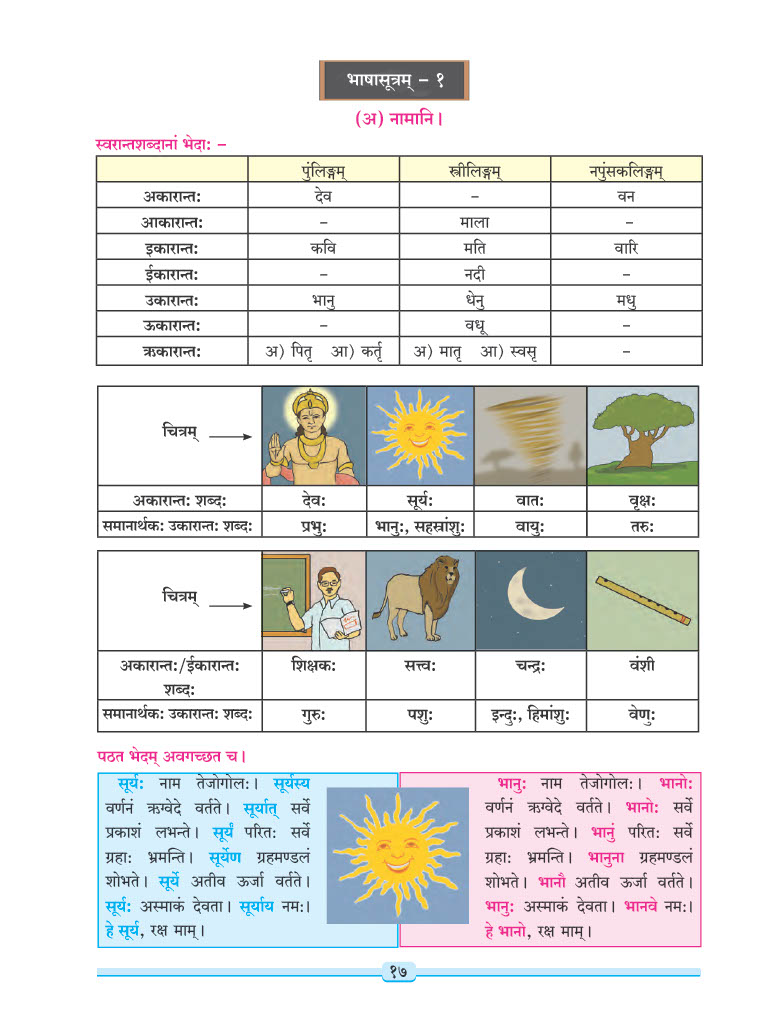 भाषासूत्रम् – १
(अ) नामानि।
स्वरान्तशब्दानां भेदाः –
पुंलिङ्गम् स्त्रीलिङ्गम् नपुंसकलिङ्गम्
अकारान्तः देव – वन
आकारान्तः – माला –
इकारान्तः कवि मति वारि
ईकारान्तः – नदी –
उकारान्तः भानु धेनु मधु
ऊकारान्तः – वधू –
ऋकारान्तः अ) पितृ आ) कर्तृ अ) मातृ आ) स्वसृ –
चित्रम्
अकारान्तः शब्दः देवः सूर्यः वातः वृक्षः
समानार्थकः उकारान्तः शब्दः प्रभुः भानुः, सहस्रांशुः वायुः तरुः
चित्रम्
अकारान्तः/ईकारान्तः शिक्षकः सत्त्वः चन्द्रः वंशी
शब्दः
समानार्थकः उकारान्तः शब्दः गुरुः पशुः इन्दुः, हिमांशुः वेणुः
पठत भेदम् अवगच्छत च।
सूर्यः नाम तेजोगोलः। सूर्यस्य
वर्णनं ऋग्वेदे वर्तते। सूर्यात् सर्वे
प्रकाशं लभन्ते। सूर्यं परितः सर्वे
ग्रहाः भ्रमन्ति। सूर्येण ग्रहमण्डलं
शोभते। सूर्ये अतीव ऊर्जा वर्तते।
सूर्यः अस्माकं देवता। सूर्याय नमः।
हे सूर्य, रक्ष माम्।
भानुः नाम तेजोगोलः। भानोः
वर्णनं ऋग्वेदे वर्तते। भानोः सर्वे
प्रकाशं लभन्ते। भानुं परितः सर्वे
ग्रहाः भ्रमन्ति। भानुना ग्रहमण्डलं
शोभते। भानौ अतीव ऊर्जा वर्तते।
भानुः अस्माकं देवता। भानवे नमः।
हे भानो, रक्ष माम्।
१७